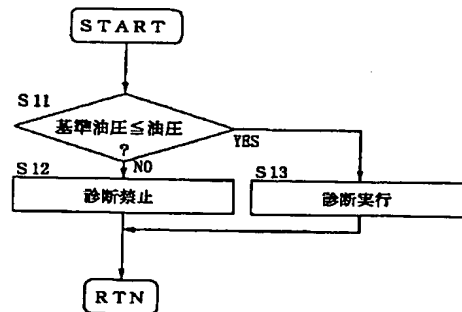 START
S11
基準油圧≦油圧
?
YES
NO
S12
診断禁止
S13
診断実行
RTN